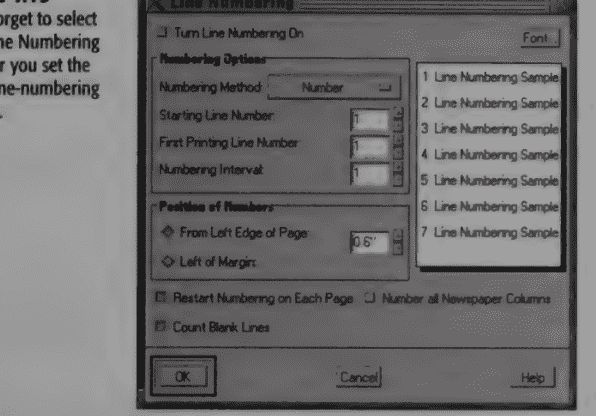 orget to select
ne Numbering
r you set the
ne-numbering
Line Numbering
Turn Line Numbering On
Font
Numbering Options
Numbering Method: Number
Starting Line Number: 1
First Printing Line Number: 1
Numbering Interval: 1
Position of Numbers
From Left Edge of Page: 0.6"
Left of Margin:
Restart Numbering on Each Page
Number all Newspaper Columns
Count Blank Lines
1 Line Numbering Sample
2 Line Numbering Sample
3 Line Numbering Sample
4 Line Numbering Sample
5 Line Numbering Sample
6 Line Numbering Sample
7 Line Numbering Sample
OK
Cancel
Help